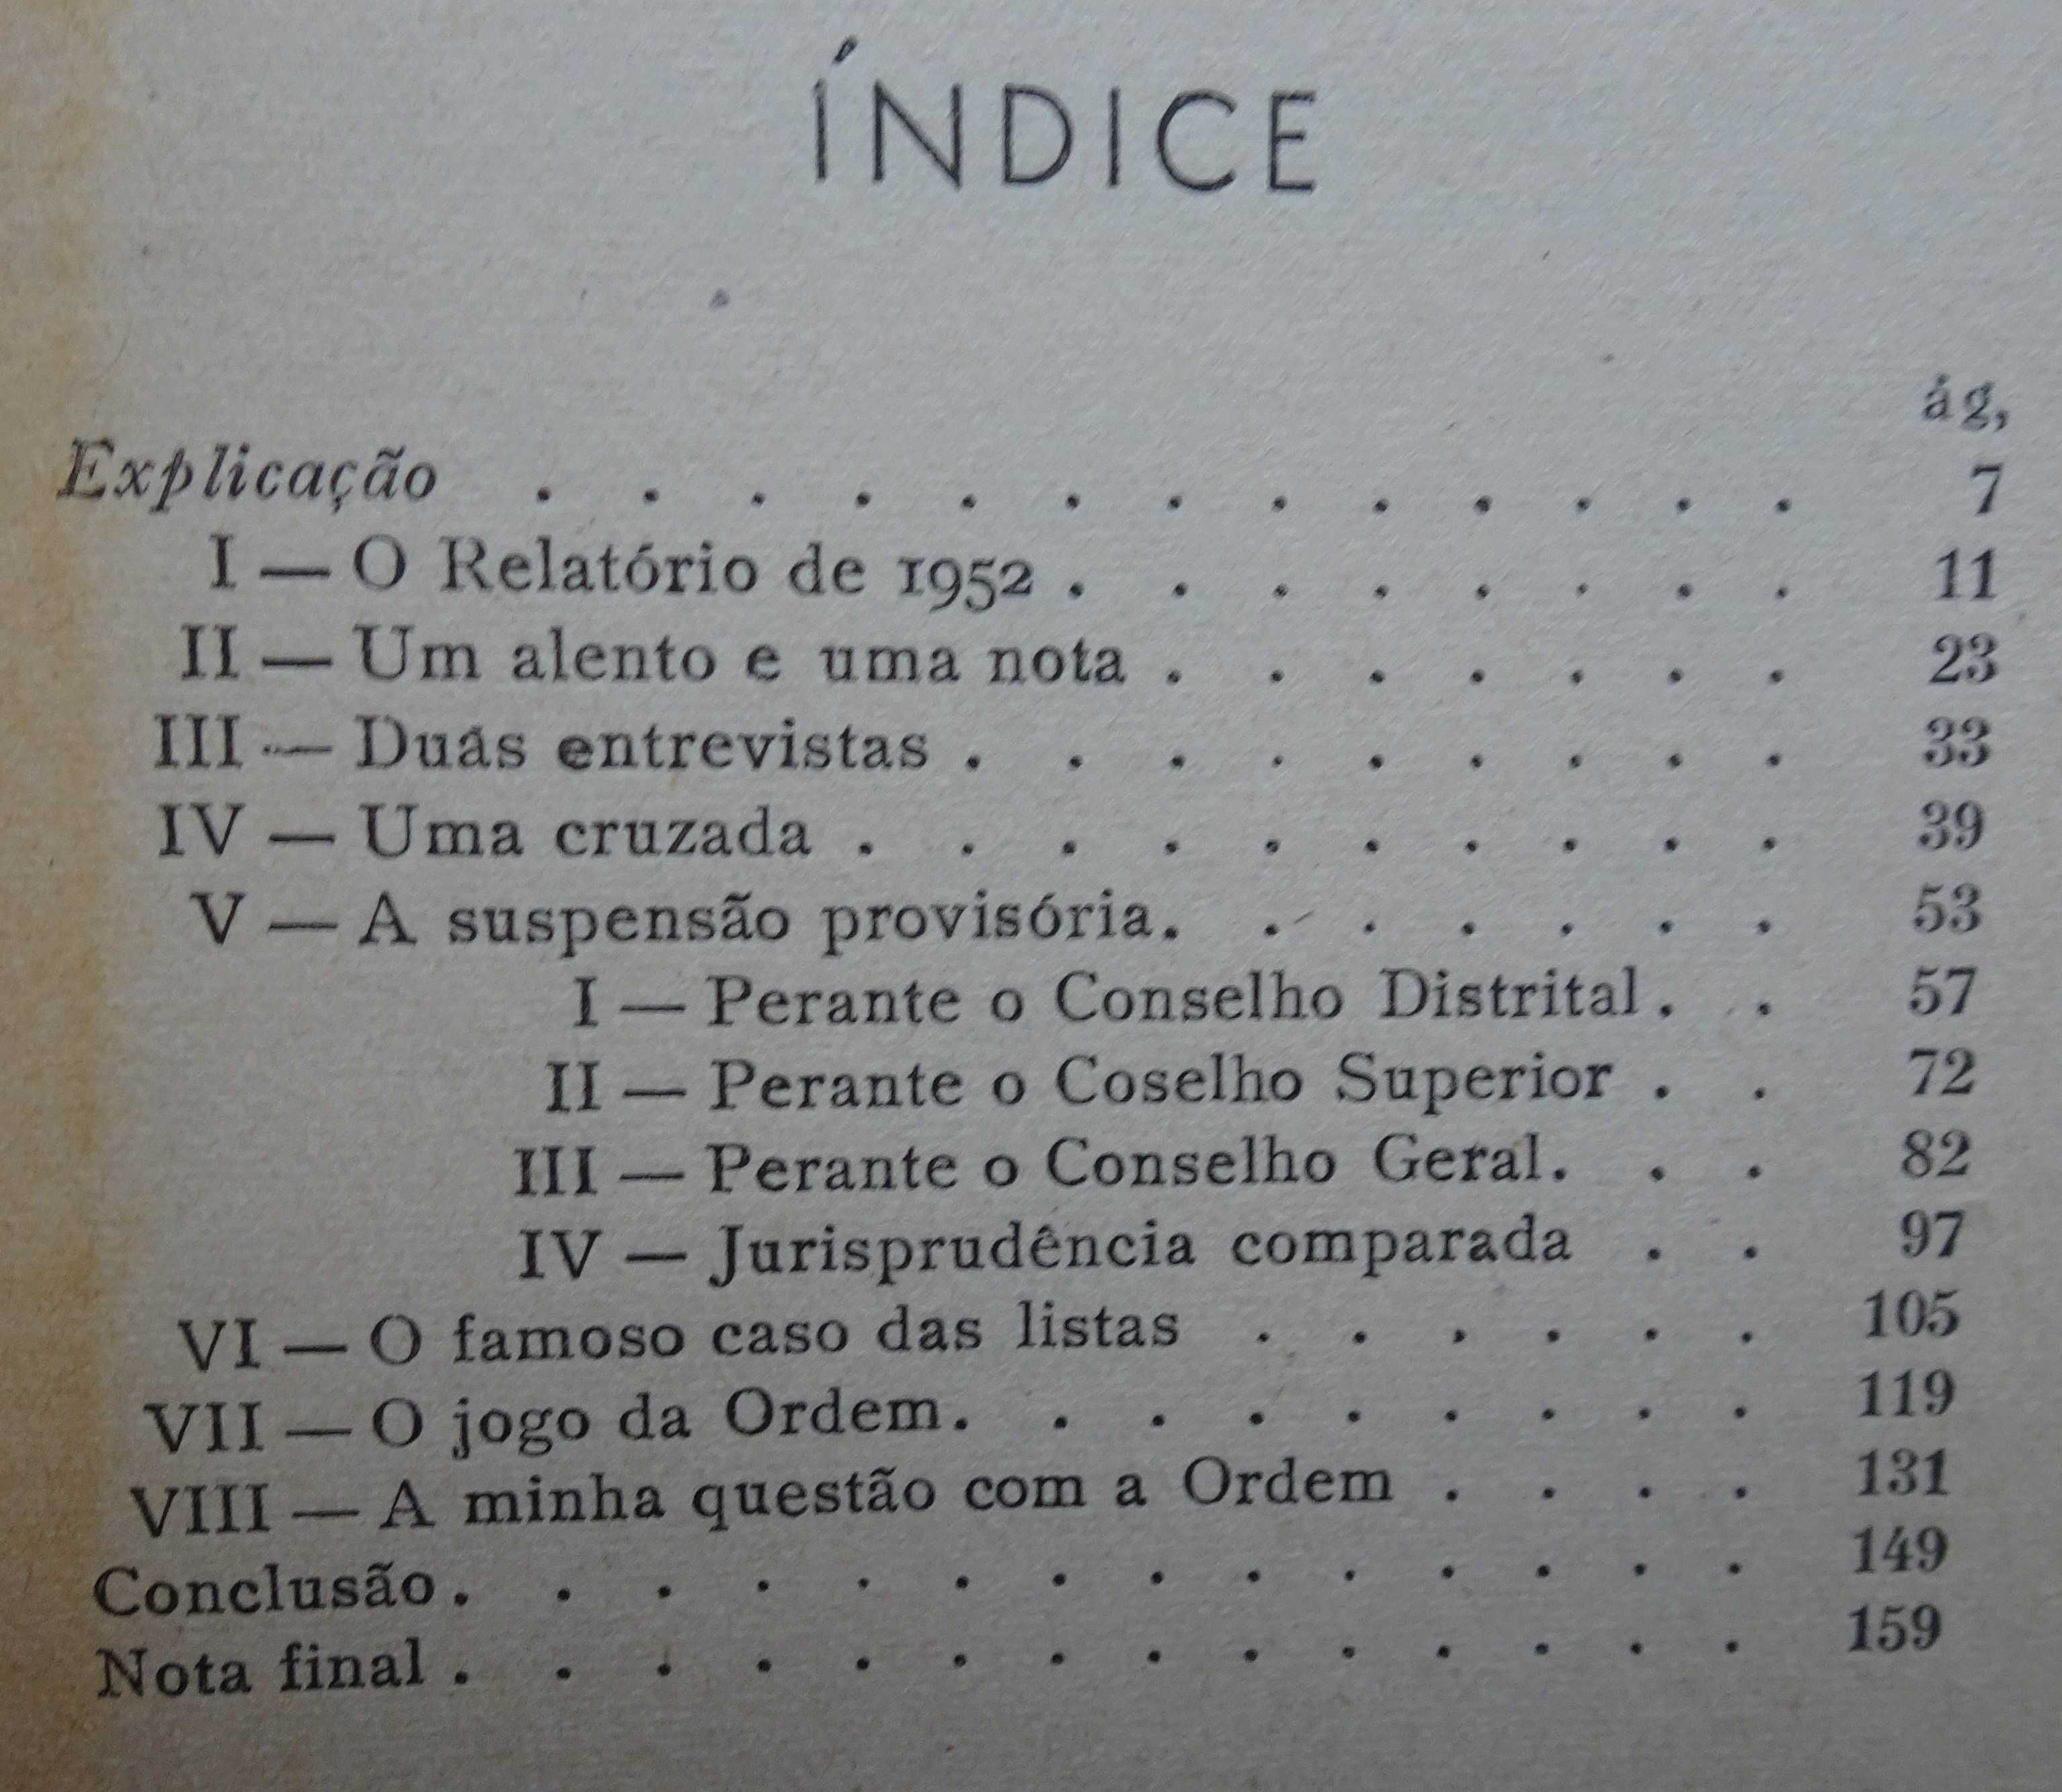 ÍNDICE
ág,
Explicação . . . . . . . . . . . . . 7
I — O Relatório de 1952 . . . . . . . . 11
II — Um alento e uma nota . . . . . . . 23
III — Duas entrevistas . . . . . . . . . 33
IV — Uma cruzada . . . . . . . . . . 39
V — A suspensão provisória. . . . . . . 53
I — Perante o Conselho Distrital. . 57
II — Perante o Coselho Superior . . 72
III — Perante o Conselho Geral. . . 82
IV — Jurisprudência comparada . . 97
VI — O famoso caso das listas . . . . . . 105
VII — O jogo da Ordem. . . . . . . . . 119
VIII — A minha questão com a Ordem . . . . 131
Conclusão. . . . . . . . . . . . . . 149
Nota final . . . . . . . . . . . . . . 159